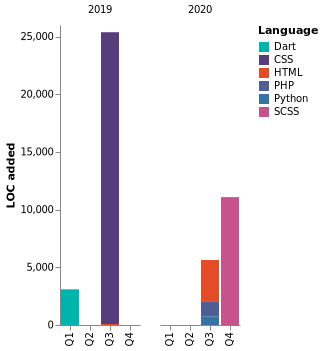 2019 2020
Language
Dart
CSS
HTML
PHP
Python
SCSS
LOC added
25,000
20,000
15,000
10,000
5,000
0
Q1 Q2 Q3 Q4 Q1 Q2 Q3 Q4